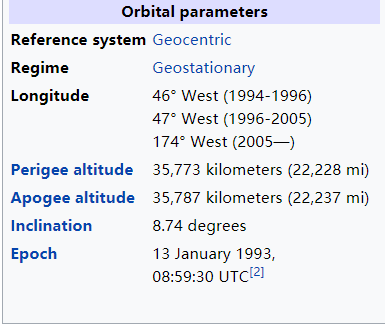 Orbital parameters
Reference system Geocentric
Regime Geostationary
Longitude 46° West (1994-1996)
47° West (1996-2005)
174° West (2005—)
Perigee altitude 35,773 kilometers (22,228 mi)
Apogee altitude 35,787 kilometers (22,237 mi)
Inclination 8.74 degrees
Epoch 13 January 1993,
08:59:30 UTC[2]